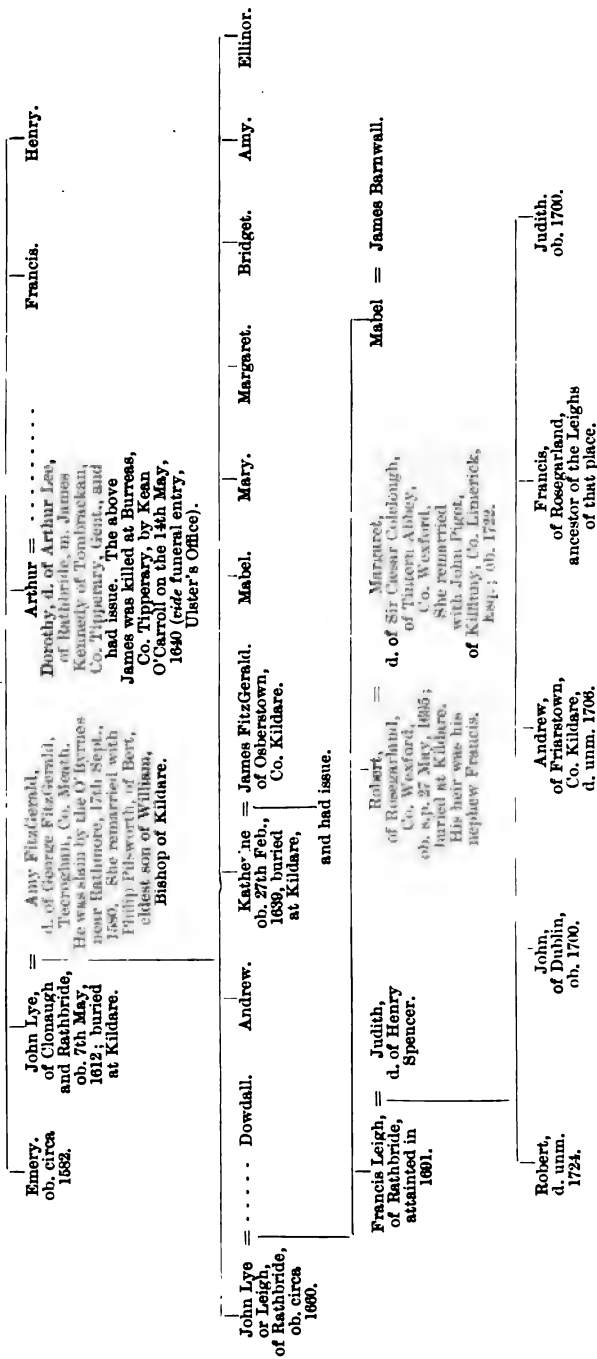 Emery.
ob. circa
1582.
John Lye,
of Clonaugh
and Rathbride,
ob. 7th May,
1612; buried
at Kildare.
=
Amy FitzGerald,
d. of George FitzGerald,
Tecroghan, Co. Meath.
He was slain by the O'Byrnes
near Rathmore, 17th Sept.,
1580. She remarried with
Philip Pilsworth, of Bert,
eldest son of William,
Bishop of Kildare.
Arthur = . . . . . . . . .
Dorothy, d. of Arthur Lee,
of Rathbride, m. James
Kennedy of Tombrackan,
Co. Tipperary, Gent., and
had issue. The above
James was killed at Burreas,
Co. Tipperary, by Kean
O'Carroll on the 14th May,
1640 (vide funeral entry,
Ulster's Office).
Francis.
Henry.
John Lye
or Leigh,
of Rathbride,
ob. circa
1660.
= . . . . . Dowdall.
Andrew.
Kather'ne
ob. 27th Feb.,
1639, buried
at Kildare,
= James FitzGerald.
of Osberstown,
Co. Kildare.
and had issue.
Mabel.
Mary.
Margaret.
Bridget.
Amy.
Ellinor.
Francis Leigh,
of Rathbride,
attainted in
1691.
=
Judith,
d. of Henry
Spencer.
Robert,
of Rosegarland,
Co. Wexford,
ob. s.p. 27 May, 1695;
buried at Kildare.
His heir was his
nephew Francis.
=
Margaret,
d. of Sir Caesar Colclough,
of Tintern Abbey,
Co. Wexford,
She remarried
with John Pigot,
of Kilfinny, Co. Limerick,
Esq.; ob. 1722.
Mabel = James Barnwall.
Robert,
d. unm.
1724.
John,
of Dublin,
ob. 1700.
Andrew,
of Friarstown,
Co. Kildare,
d. unm. 1706.
Francis,
of Rosegarland,
ancestor of the Leighs
of that place.
Judith.
ob. 1700.